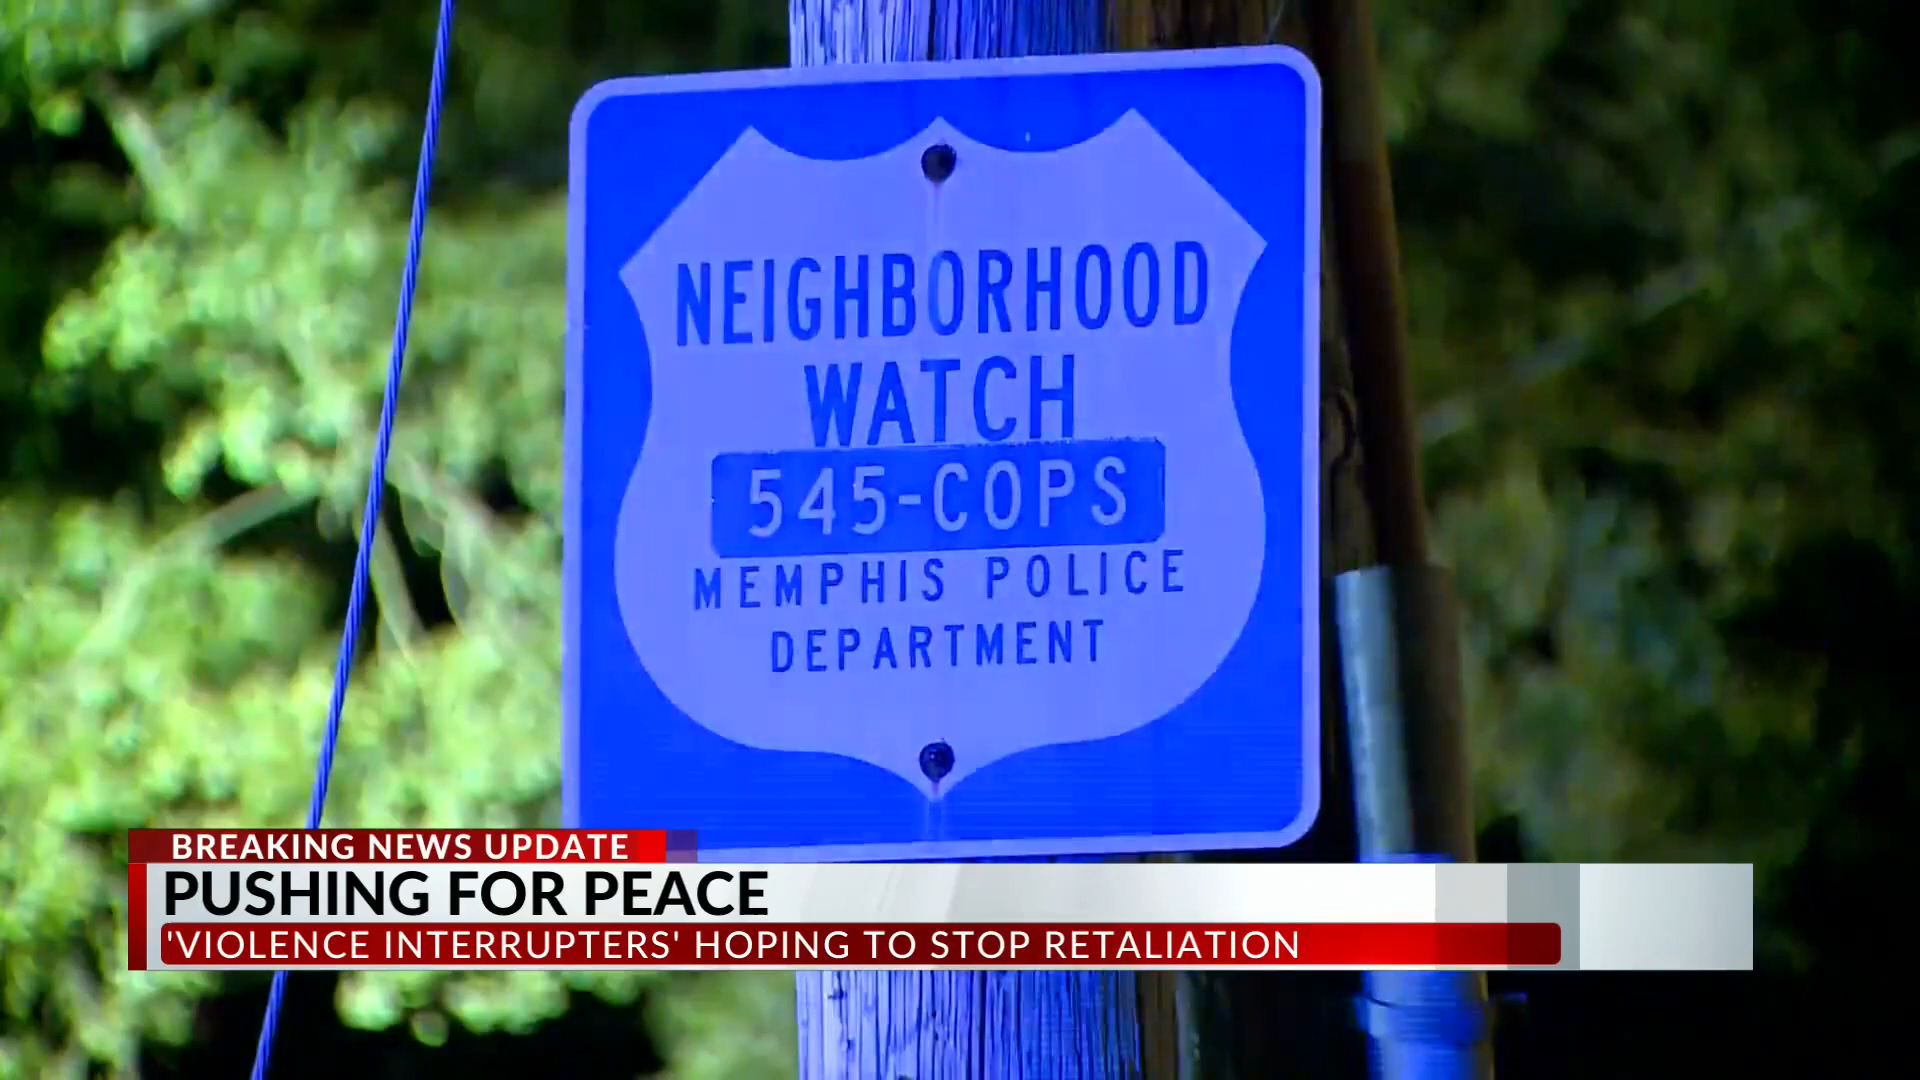 NEIGHBORHOOD
WATCH
545-COPS
MEMPHIS POLICE
DEPARTMENT
BREAKING NEWS UPDATE
PUSHING FOR PEACE
'VIOLENCE INTERRUPTERS' HOPING TO STOP RETALIATION